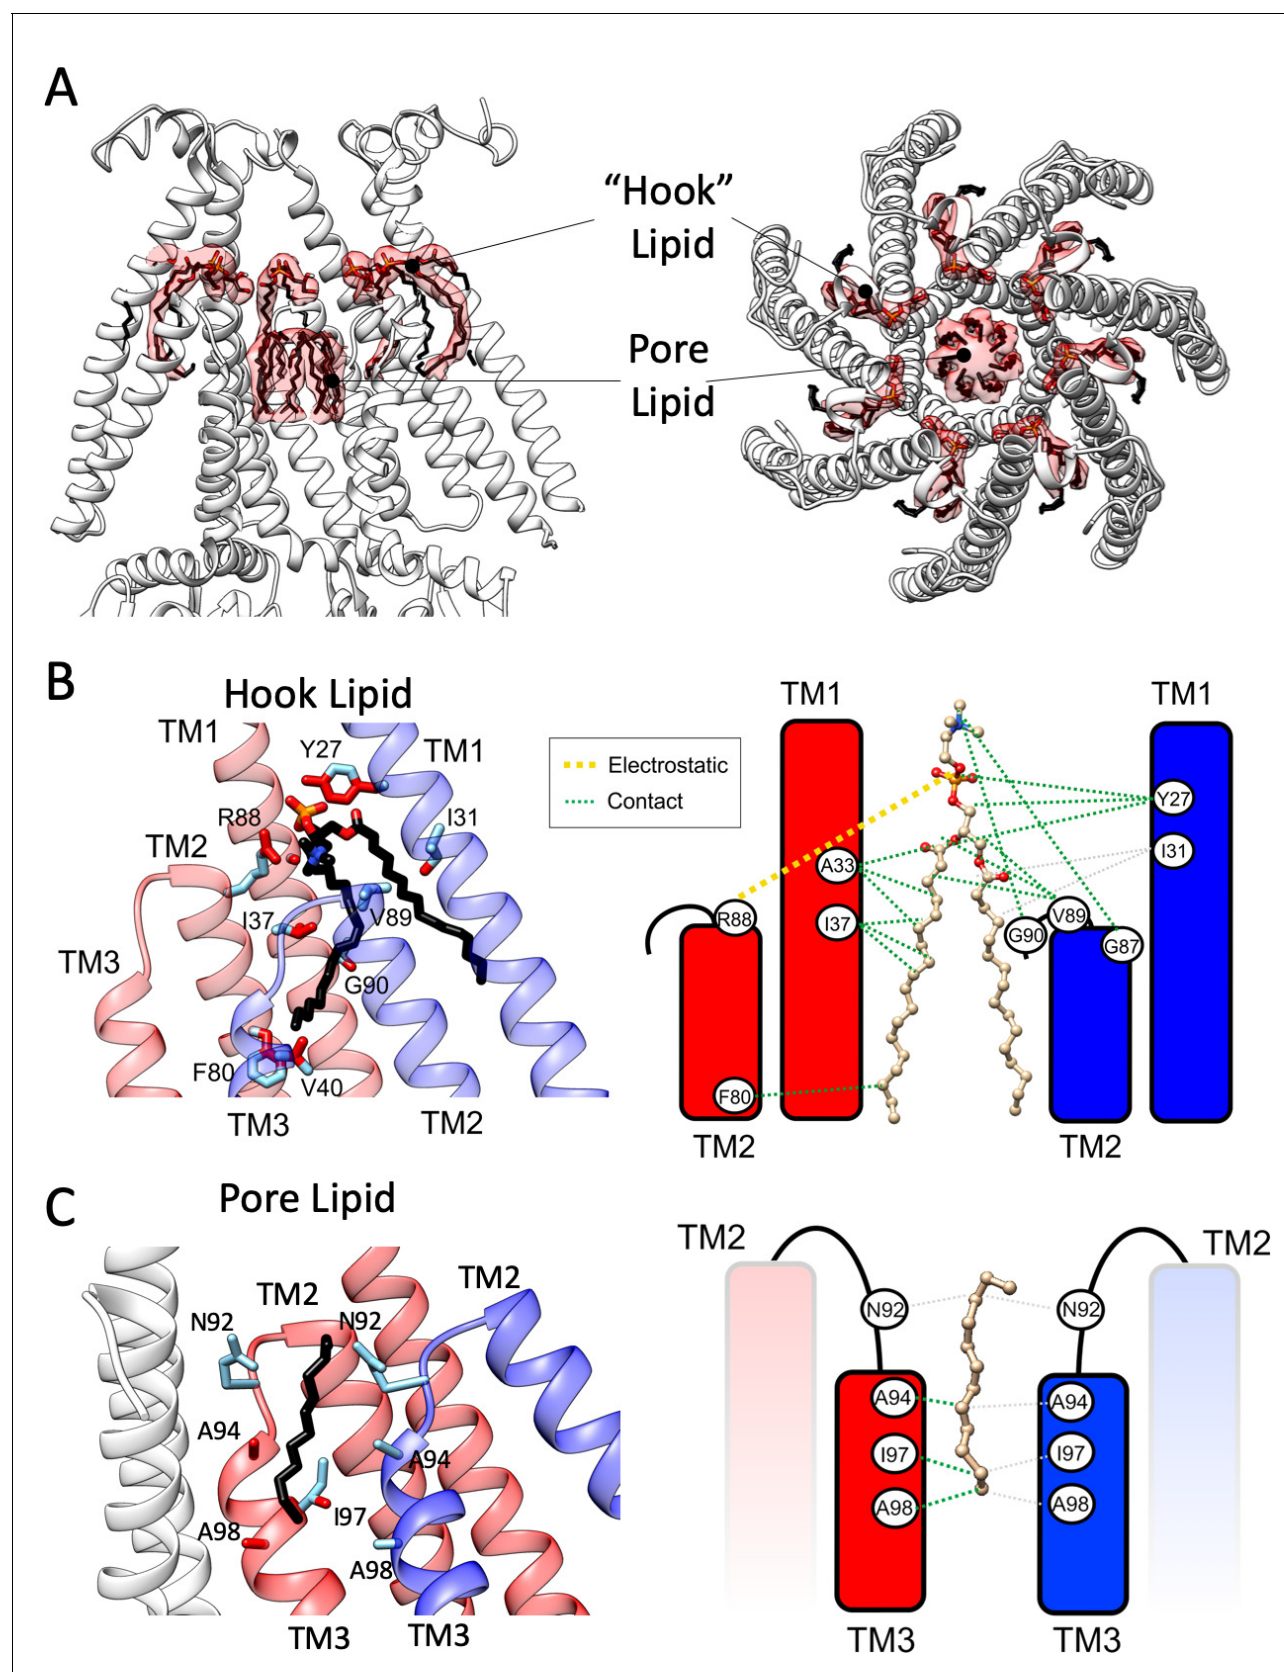 A
“Hook”
Lipid
Pore
Lipid
B
Hook Lipid
TM1
TM1
Y27
R88
I31
TM2
I37
V89
TM3
G90
F80
V40
TM3
TM2
Electrostatic
Contact
TM1
TM1
Y27
I31
A33
R88
I37
V89
G90
G87
F80
TM2
TM2
C
Pore Lipid
TM2
TM2
N92
N92
A94
A94
I97
A98
A98
TM3
TM3
TM2
TM2
N92
N92
A94
A94
I97
I97
A98
A98
TM3
TM3